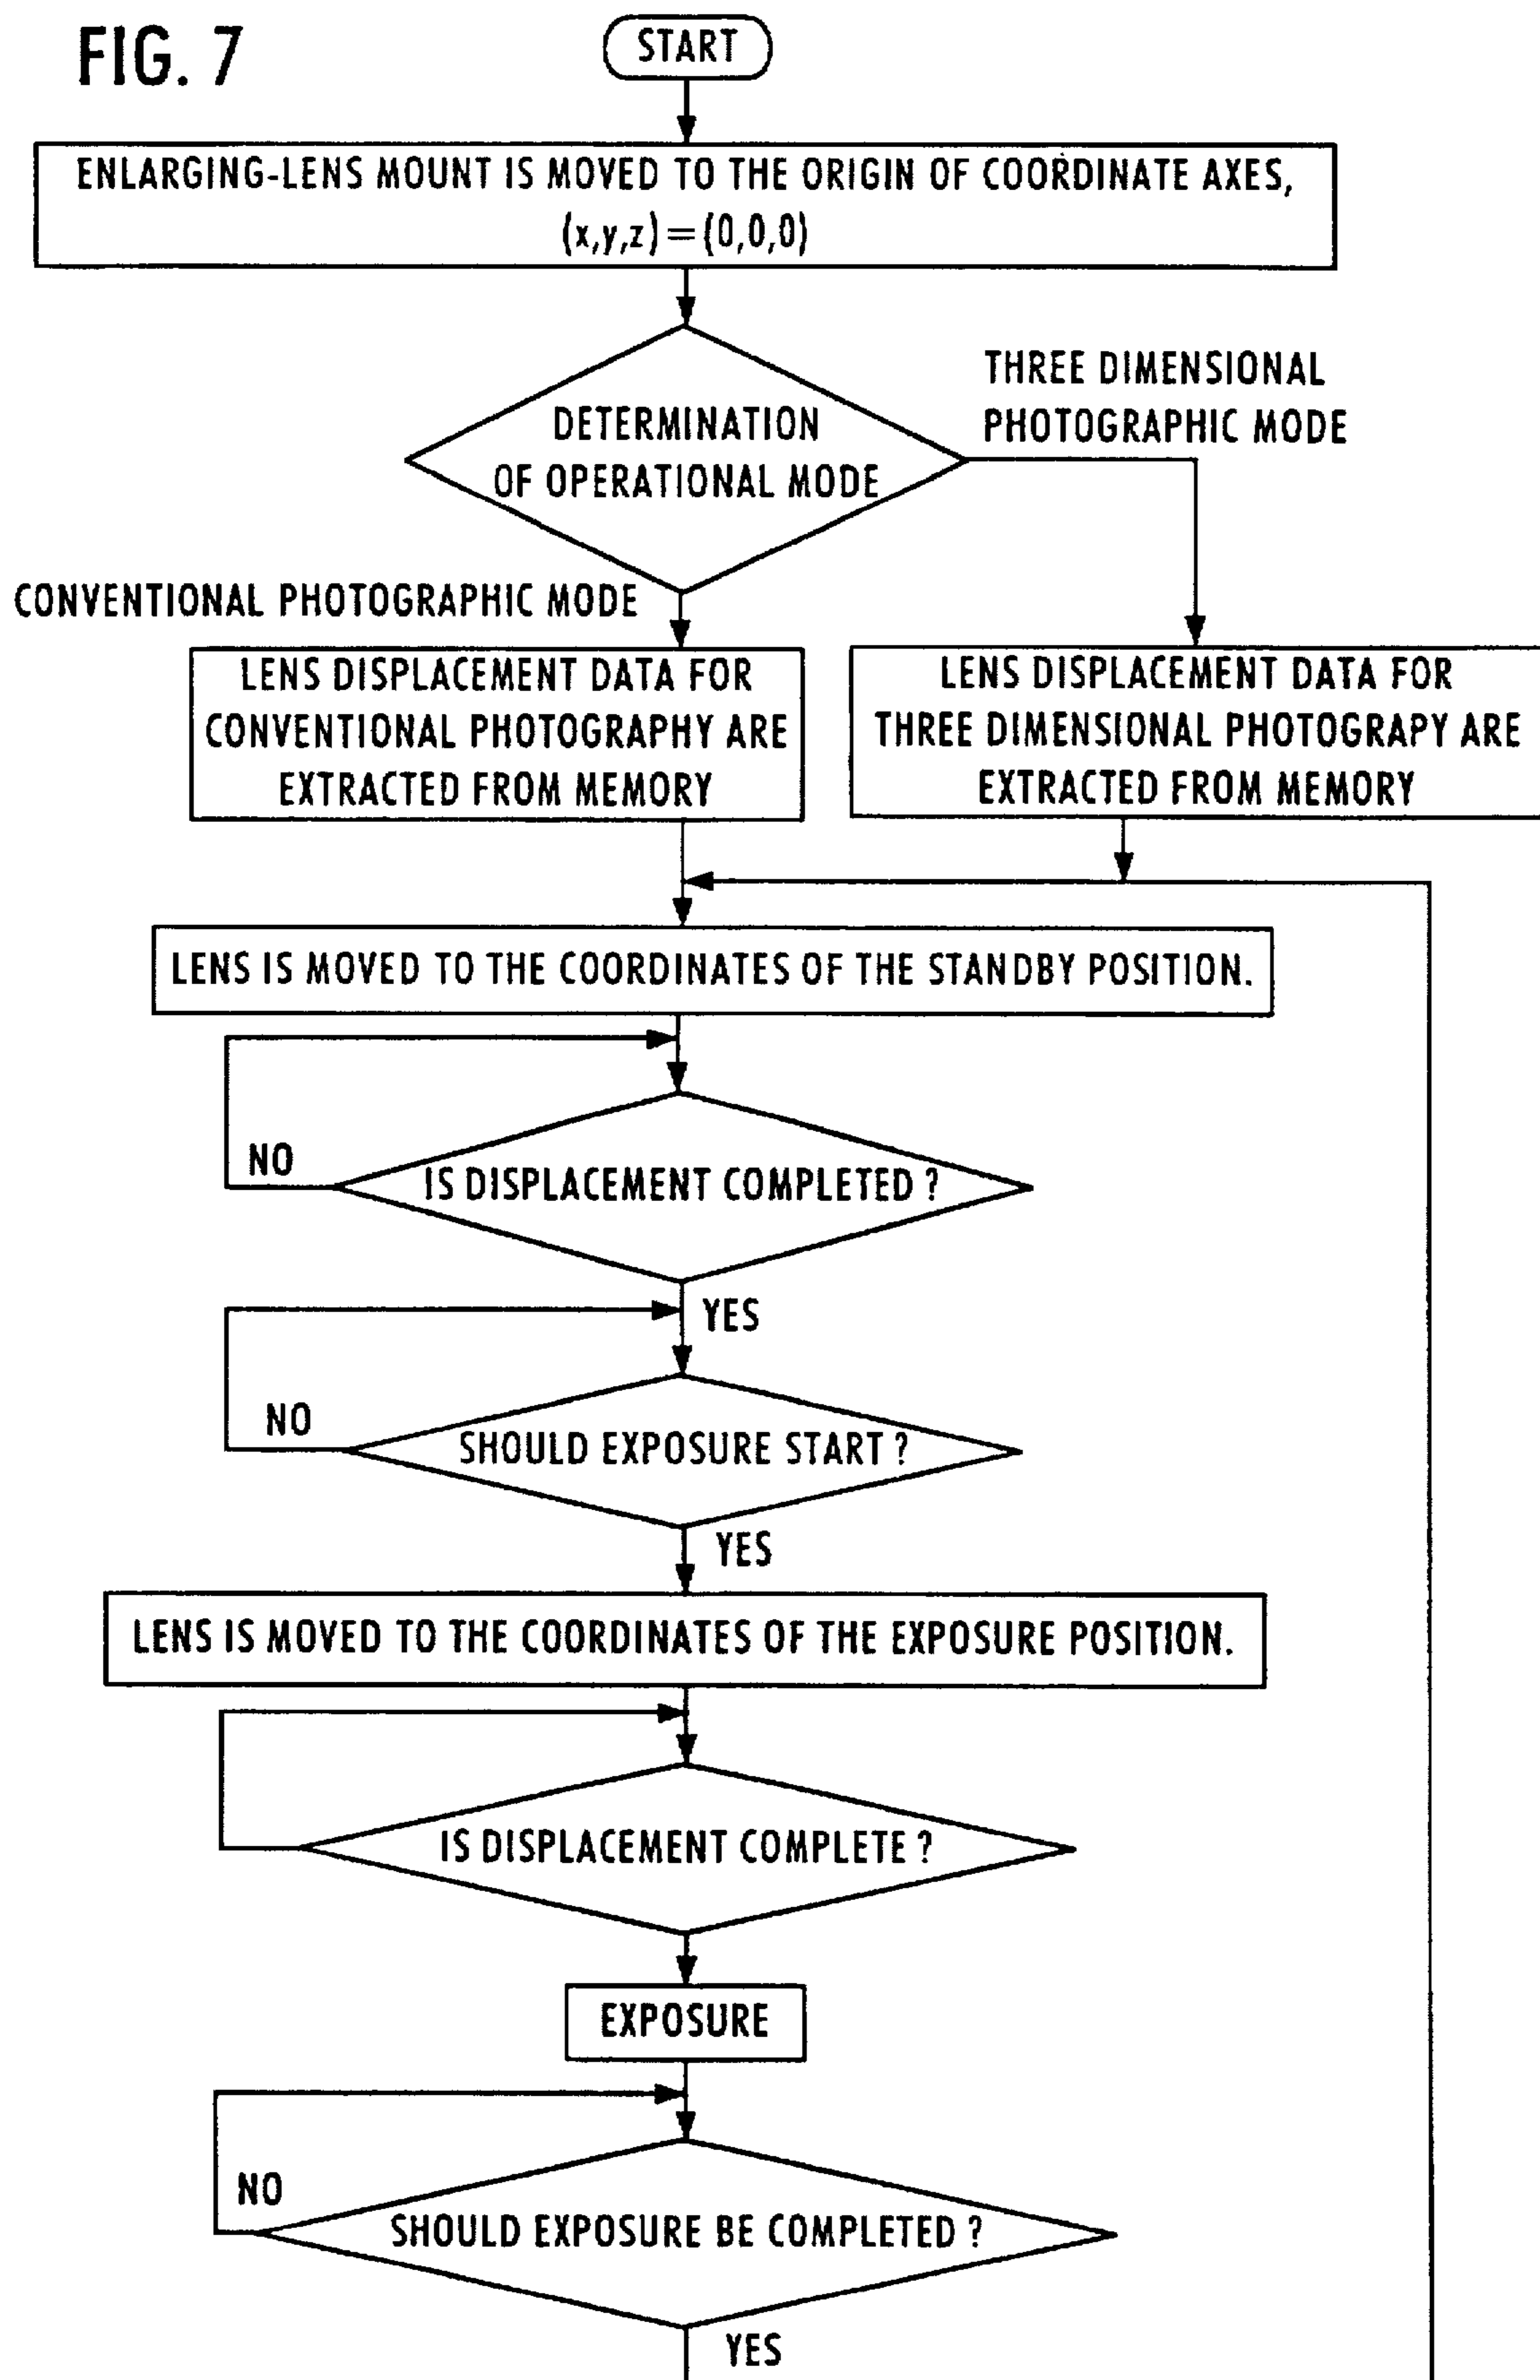 FIG. 7
START
ENLARGING-LENS MOUNT IS MOVED TO THE ORIGIN OF COORDINATE AXES,
(x,y,z)=(0,0,0)
THREE DIMENSIONAL
PHOTOGRAPHIC MODE
DETERMINATION
OF OPERATIONAL MODE
CONVENTIONAL PHOTOGRAPHIC MODE
LENS DISPLACEMENT DATA FOR
CONVENTIONAL PHOTOGRAPHY ARE
EXTRACTED FROM MEMORY
LENS DISPLACEMENT DATA FOR
THREE DIMENSIONAL PHOTOGRAPY ARE
EXTRACTED FROM MEMORY
LENS IS MOVED TO THE COORDINATES OF THE STANDBY POSITION.
NO
IS DISPLACEMENT COMPLETED ?
YES
NO
SHOULD EXPOSURE START ?
YES
LENS IS MOVED TO THE COORDINATES OF THE EXPOSURE POSITION.
IS DISPLACEMENT COMPLETE ?
EXPOSURE
NO
SHOULD EXPOSURE BE COMPLETED ?
YES